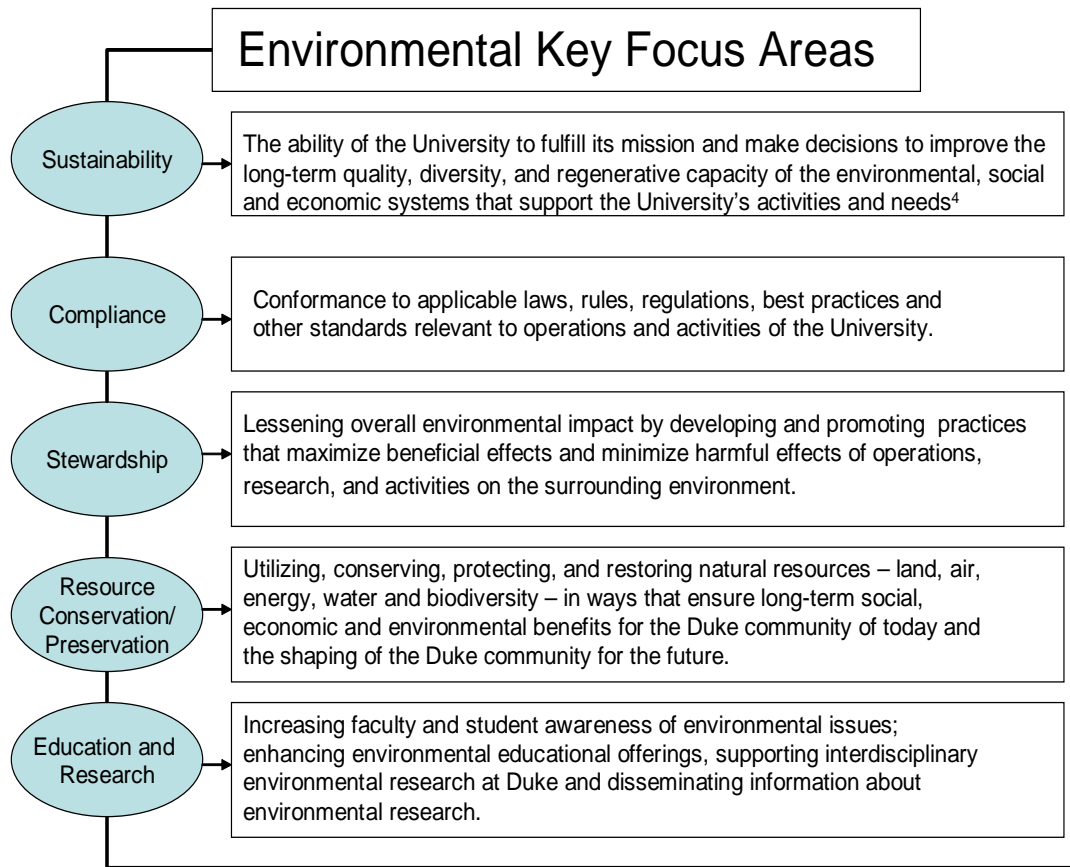 Environmental Key Focus Areas
Sustainability
The ability of the University to fulfill its mission and make decisions to improve the
long-term quality, diversity, and regenerative capacity of the environmental, social
and economic systems that support the University's activities and needs⁴
Compliance
Conformance to applicable laws, rules, regulations, best practices and
other standards relevant to operations and activities of the University.
Stewardship
Lessening overall environmental impact by developing and promoting practices
that maximize beneficial effects and minimize harmful effects of operations,
research, and activities on the surrounding environment.
Resource
Conservation/
Preservation
Utilizing, conserving, protecting, and restoring natural resources – land, air,
energy, water and biodiversity – in ways that ensure long-term social,
economic and environmental benefits for the Duke community of today and
the shaping of the Duke community for the future.
Education and
Research
Increasing faculty and student awareness of environmental issues;
enhancing environmental educational offerings, supporting interdisciplinary
environmental research at Duke and disseminating information about
environmental research.